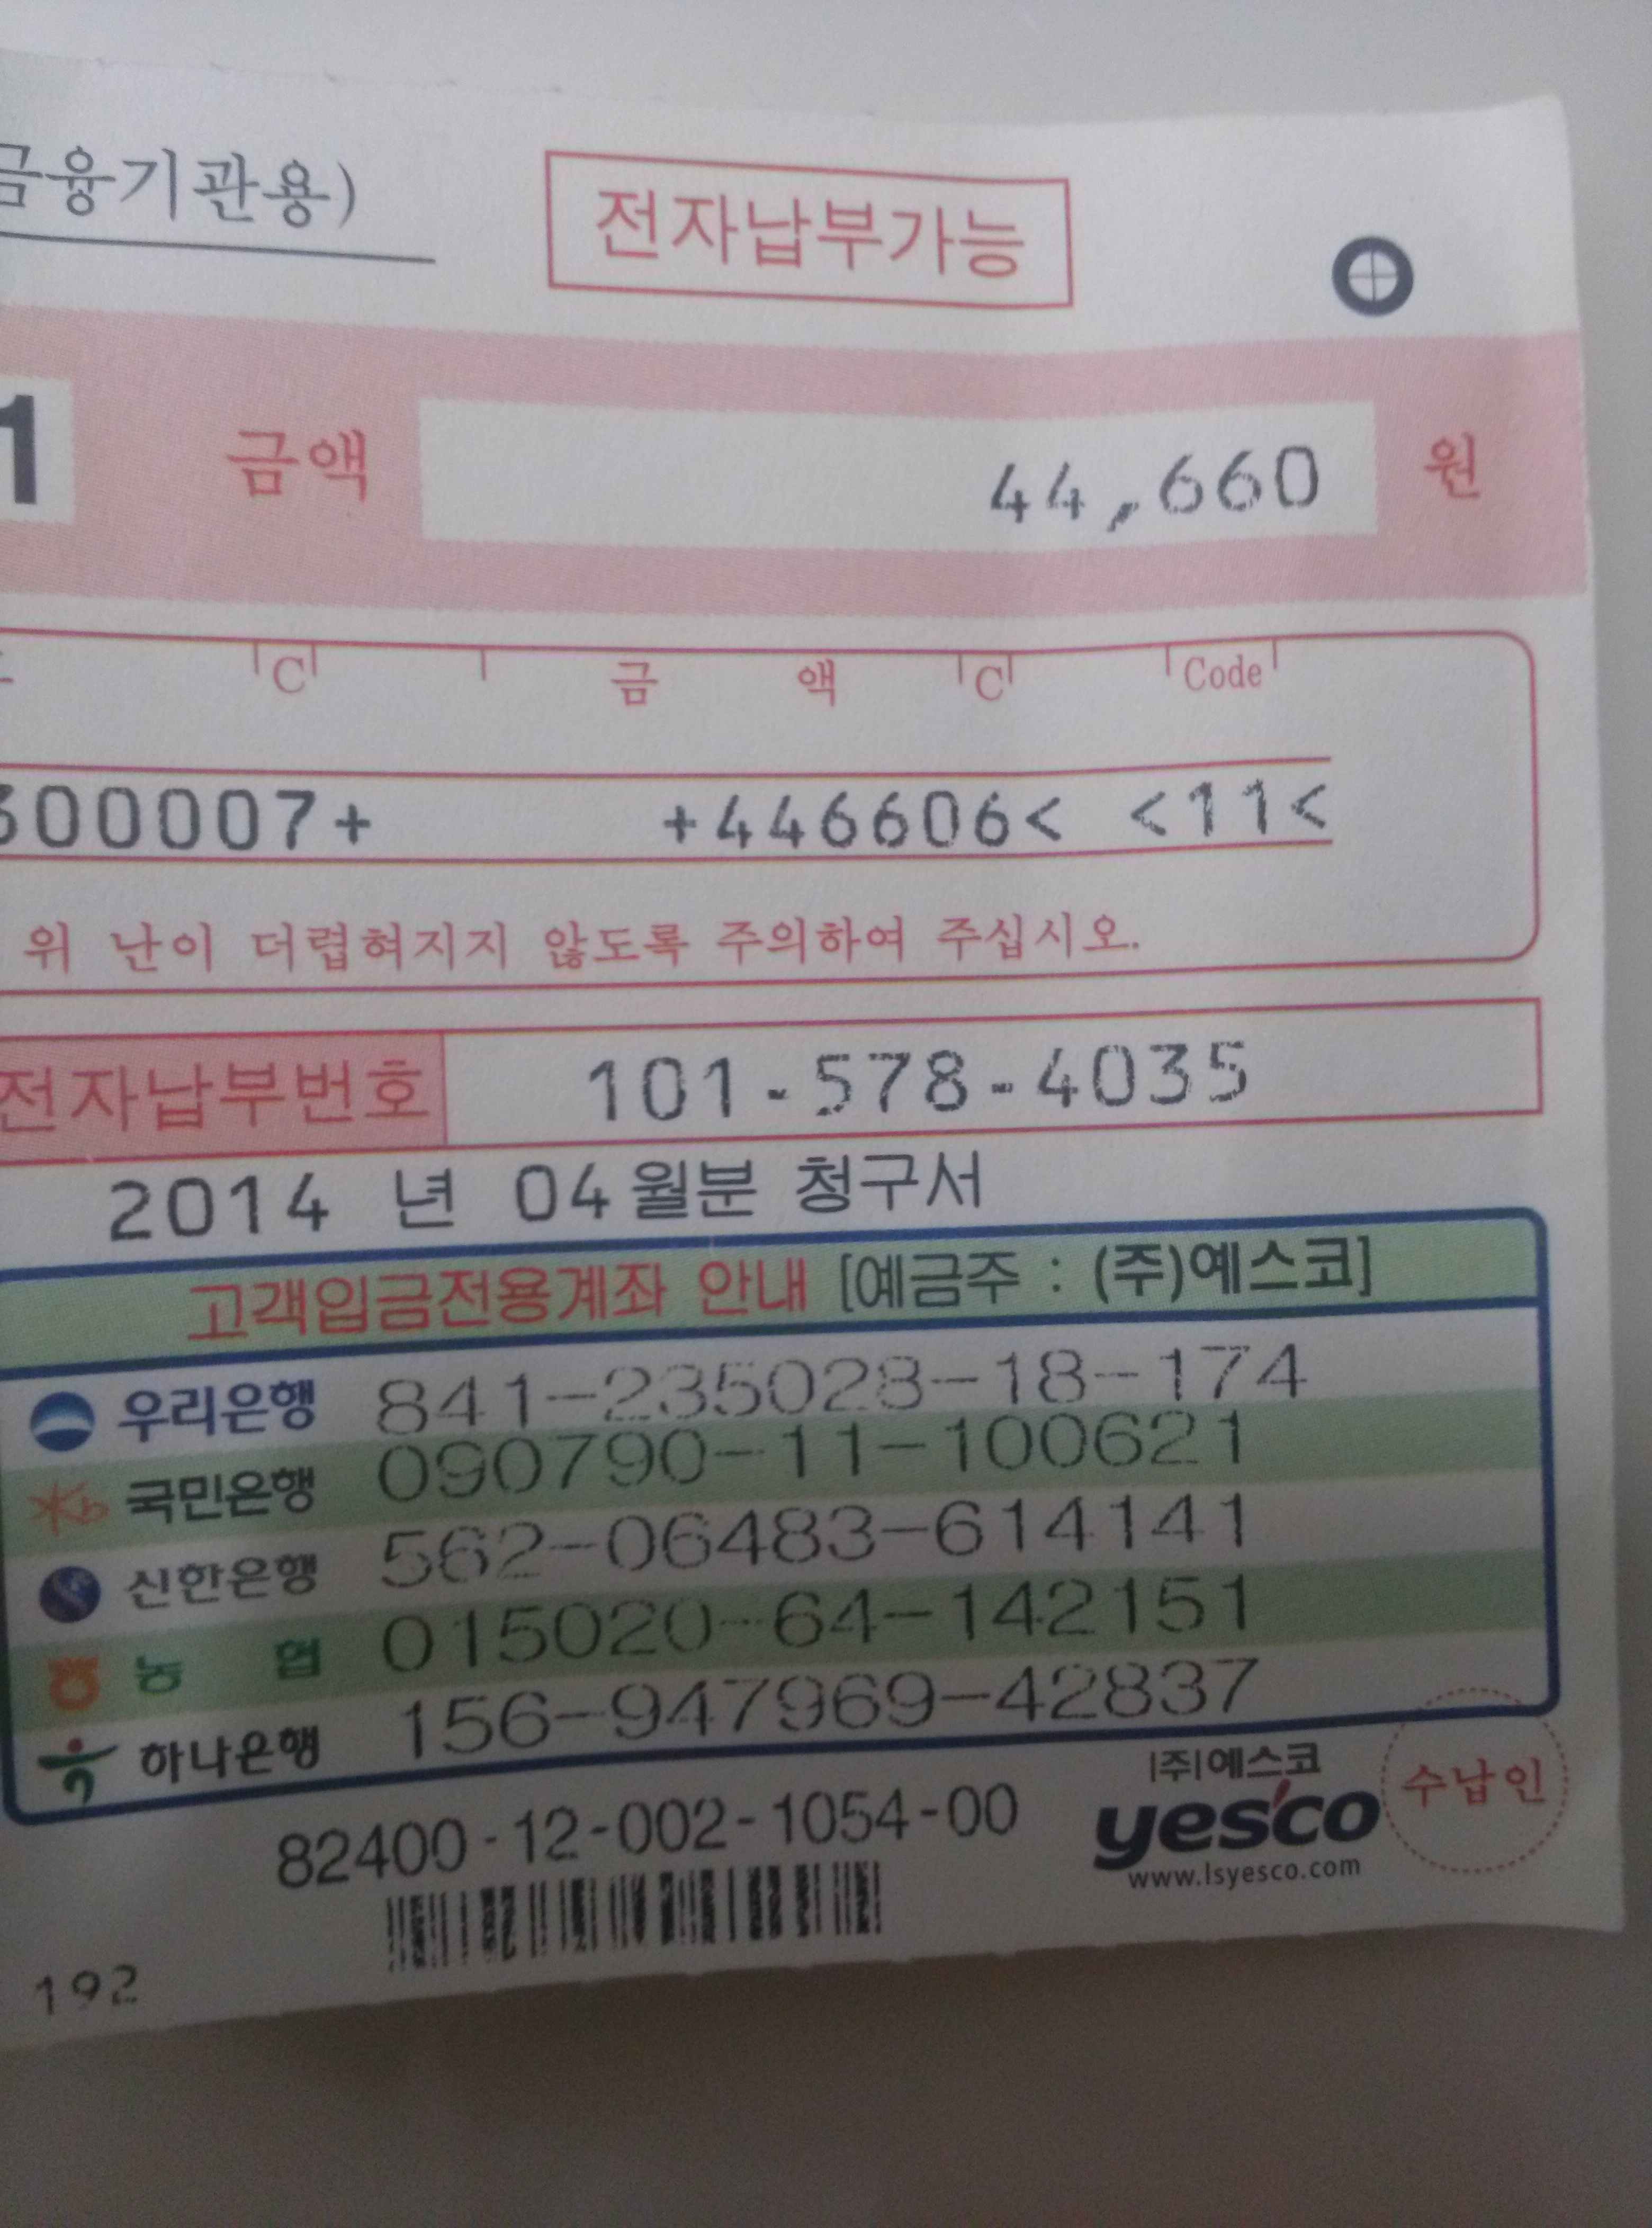 금융기관용)
전자납부가능
1 금액 44,660 원
C 금 액 C Code
300007+ +446606< <11<
위 난이 더럽혀지지 않도록 주의하여 주십시오.
전자납부번호 101-578-4035
2014 년 04월분 청구서
고객입금전용계좌 안내 [예금주 : (주)예스코]
우리은행 841-235028-18-174
국민은행 090790-11-100621
신한은행 562-06483-614141
농 협 015020-64-142151
하나은행 156-947969-42837
82400-12-002-1054-00
(주)예스코
yesco
www.lsyesco.com
수납인
192